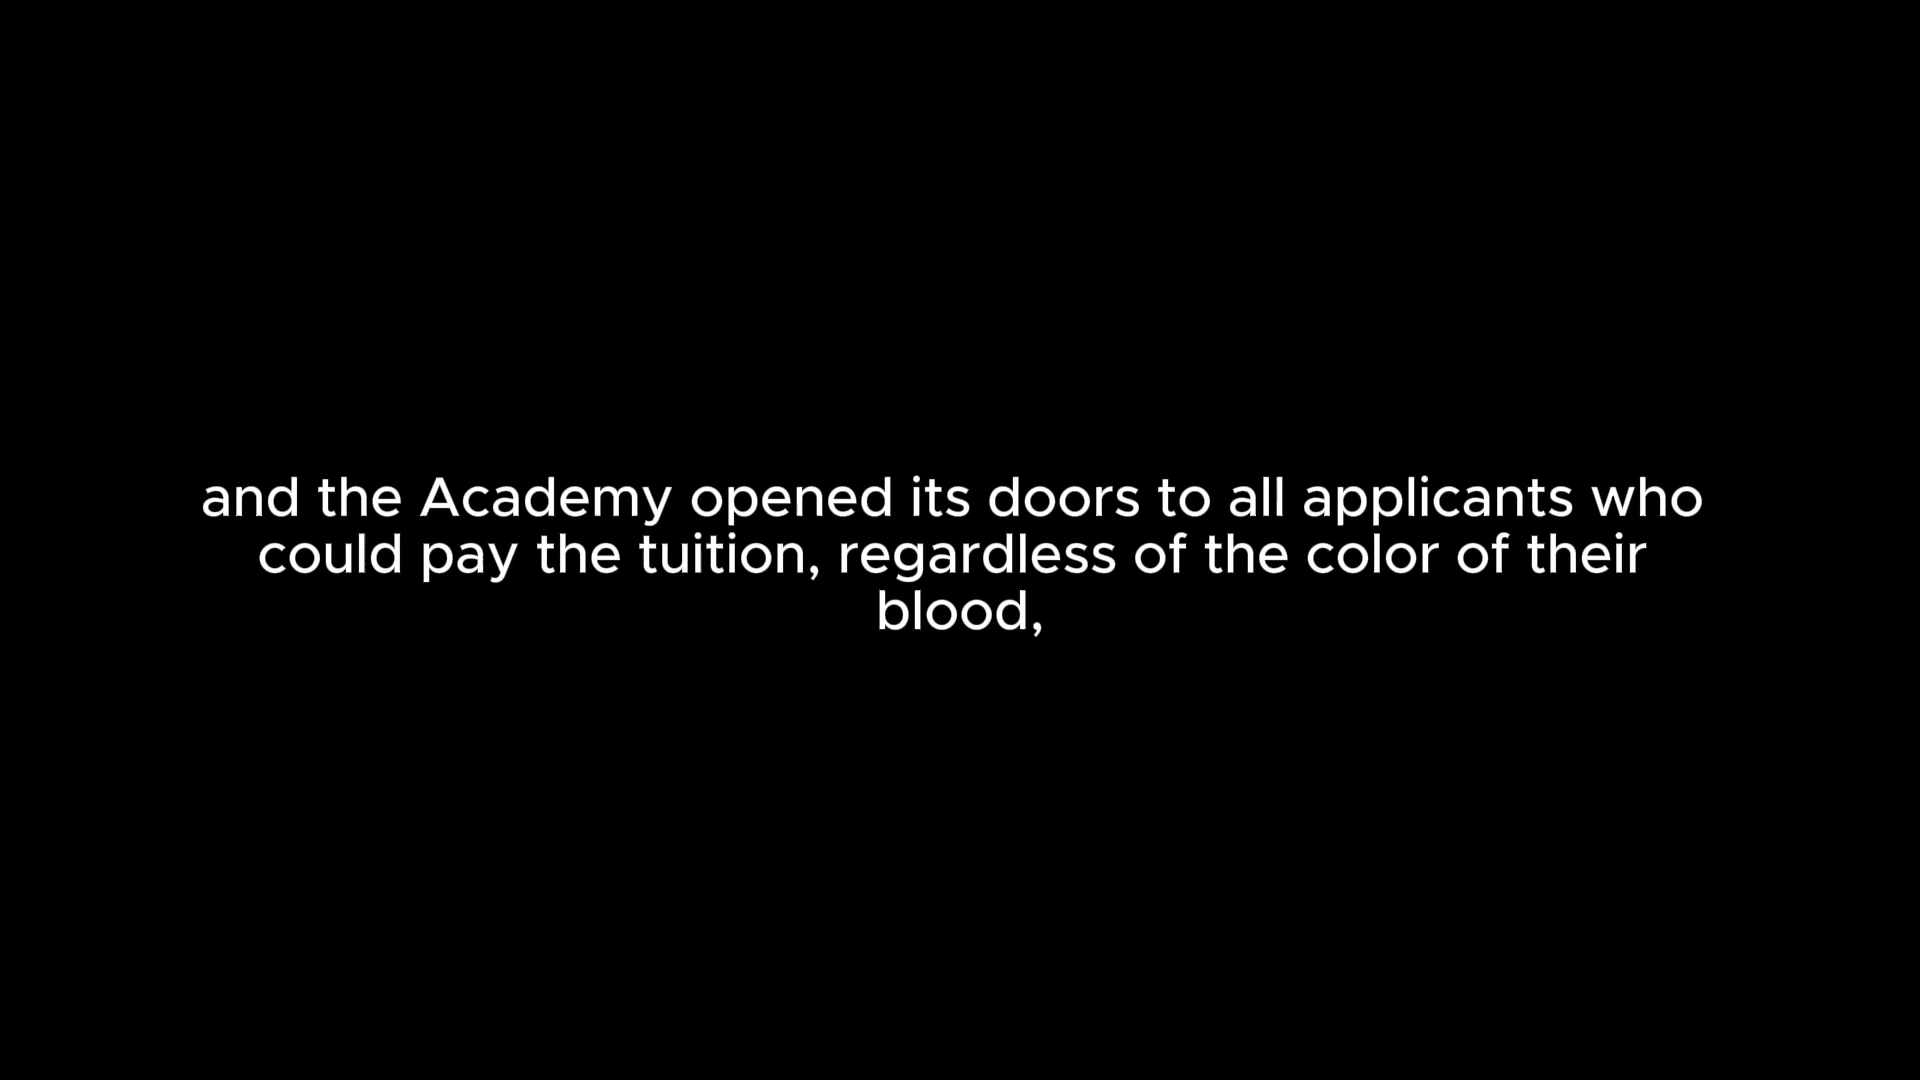 and the Academy opened its doors to all applicants who
could pay the tuition, regardless of the color of their
blood,